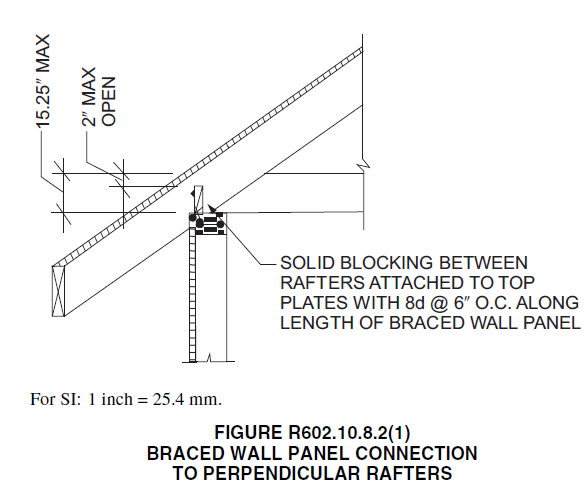 15.25" MAX
2" MAX
OPEN
SOLID BLOCKING BETWEEN
RAFTERS ATTACHED TO TOP
PLATES WITH 8d @ 6" O.C. ALONG
LENGTH OF BRACED WALL PANEL
For SI: 1 inch = 25.4 mm.
FIGURE R602.10.8.2(1)
BRACED WALL PANEL CONNECTION
TO PERPENDICULAR RAFTERS